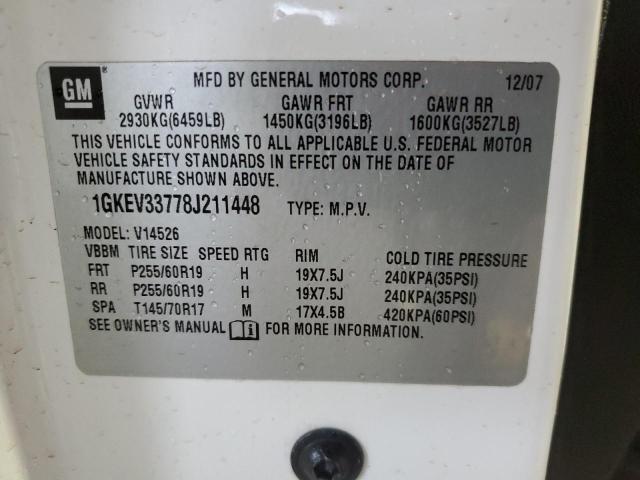 GM ® MFD BY GENERAL MOTORS CORP. 12/07
GVWR GAWR FRT GAWR RR
2930KG(6459LB) 1450KG(3196LB) 1600KG(3527LB)
THIS VEHICLE CONFORMS TO ALL APPLICABLE U.S. FEDERAL MOTOR
VEHICLE SAFETY STANDARDS IN EFFECT ON THE DATE OF
MANUFACTURE SHOWN ABOVE.
1GKEV33778J211448 TYPE: M.P.V.
MODEL: V14526
VBBM TIRE SIZE SPEED RTG RIM COLD TIRE PRESSURE
FRT P255/60R19 H 19X7.5J 240KPA(35PSI)
RR P255/60R19 H 19X7.5J 240KPA(35PSI)
SPA T145/70R17 M 17X4.5B 420KPA(60PSI)
SEE OWNER'S MANUAL FOR MORE INFORMATION.